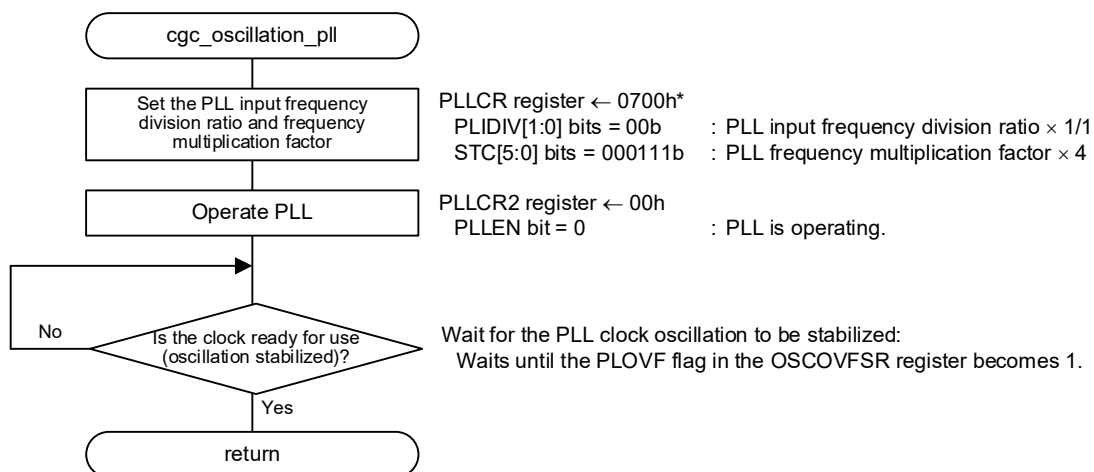 cgc_oscillation_pll
Set the PLL input frequency
division ratio and frequency
multiplication factor
PLLCR register ← 0700h*
PLIDIV[1:0] bits = 00b : PLL input frequency division ratio × 1/1
STC[5:0] bits = 000111b : PLL frequency multiplication factor × 4
Operate PLL
PLLCR2 register ← 00h
PLLEN bit = 0 : PLL is operating.
No
Is the clock ready for use
(oscillation stabilized)?
Wait for the PLL clock oscillation to be stabilized:
Waits until the PLOVF flag in the OSCOVFSR register becomes 1.
Yes
return